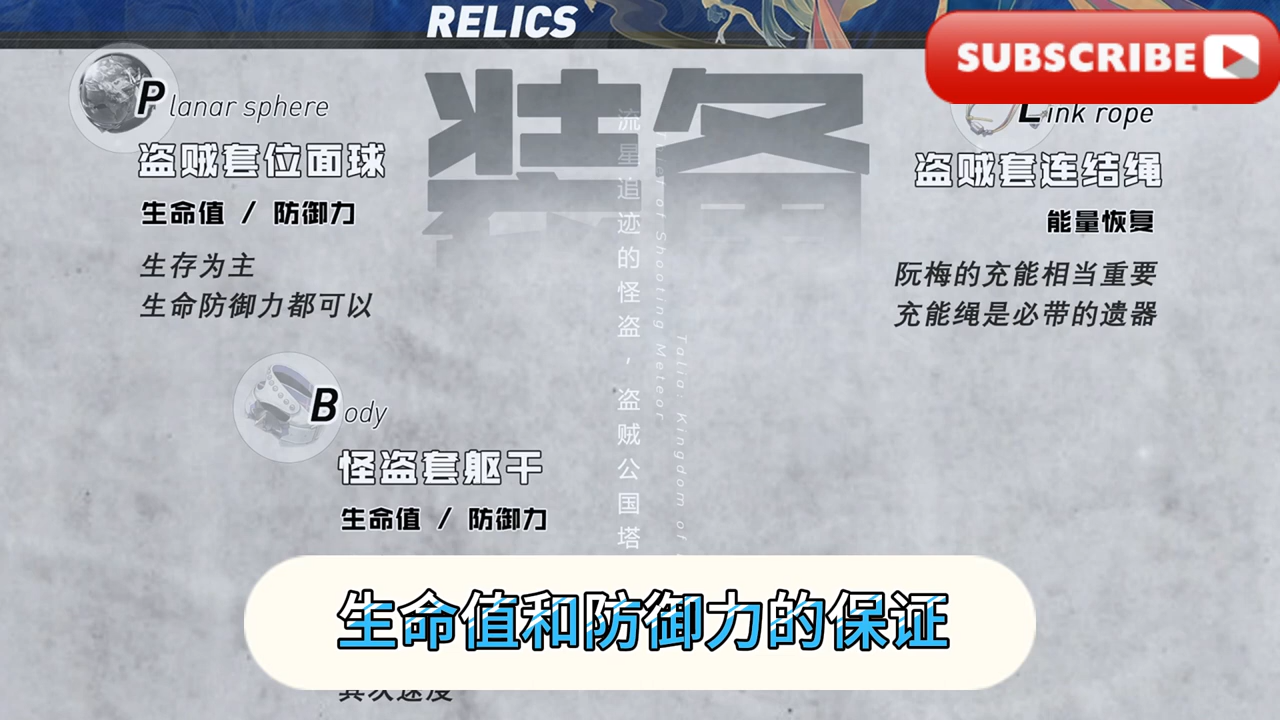 RELICS
SUBSCRIBE
装备
Planar sphere
盗贼套位面球
生命值 / 防御力
生存为主
生命防御力都可以
Link rope
盗贼套连结绳
能量恢复
阮梅的充能相当重要
充能绳是必带的遗器
流星追迹的怪盗，盗贼公国塔
of Shooting Meteor
Talia: Kingdom of
Body
怪盗套躯干
生命值 / 防御力
生命值和防御力的保证
其次速度